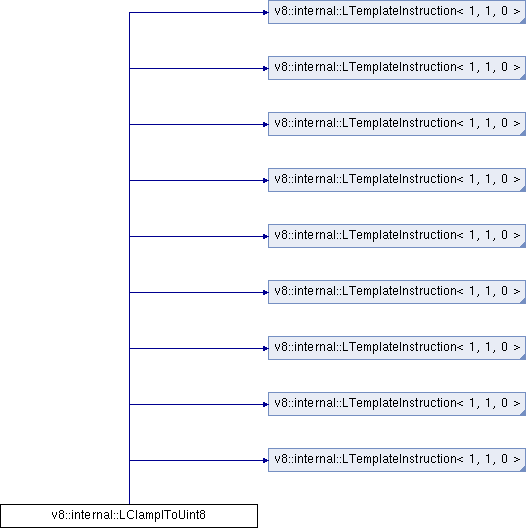 v8::internal::LTemplateInstruction< 1, 1, 0 >
v8::internal::LTemplateInstruction< 1, 1, 0 >
v8::internal::LTemplateInstruction< 1, 1, 0 >
v8::internal::LTemplateInstruction< 1, 1, 0 >
v8::internal::LTemplateInstruction< 1, 1, 0 >
v8::internal::LTemplateInstruction< 1, 1, 0 >
v8::internal::LTemplateInstruction< 1, 1, 0 >
v8::internal::LTemplateInstruction< 1, 1, 0 >
v8::internal::LTemplateInstruction< 1, 1, 0 >
v8::internal::LClampIToUint8